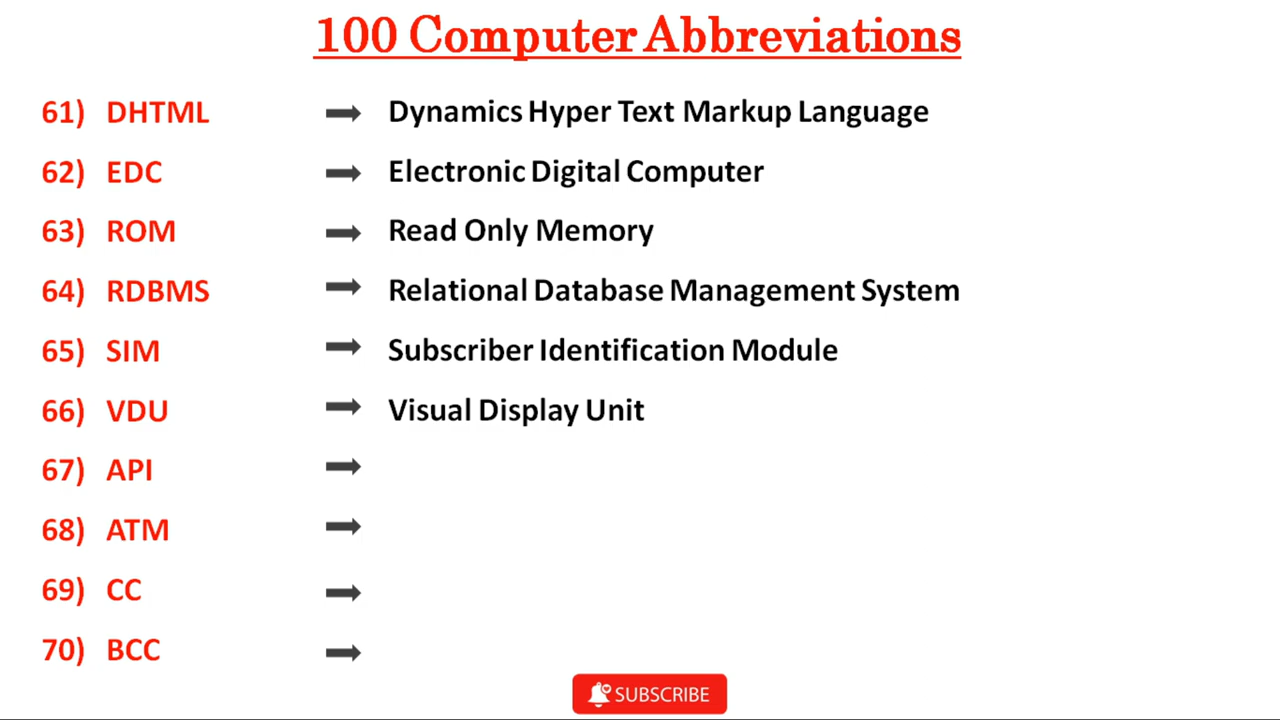 100 Computer Abbreviations
61) DHTML Dynamics Hyper Text Markup Language
62) EDC Electronic Digital Computer
63) ROM Read Only Memory
64) RDBMS Relational Database Management System
65) SIM Subscriber Identification Module
66) VDU Visual Display Unit
67) API
68) ATM
69) CC
70) BCC
SUBSCRIBE